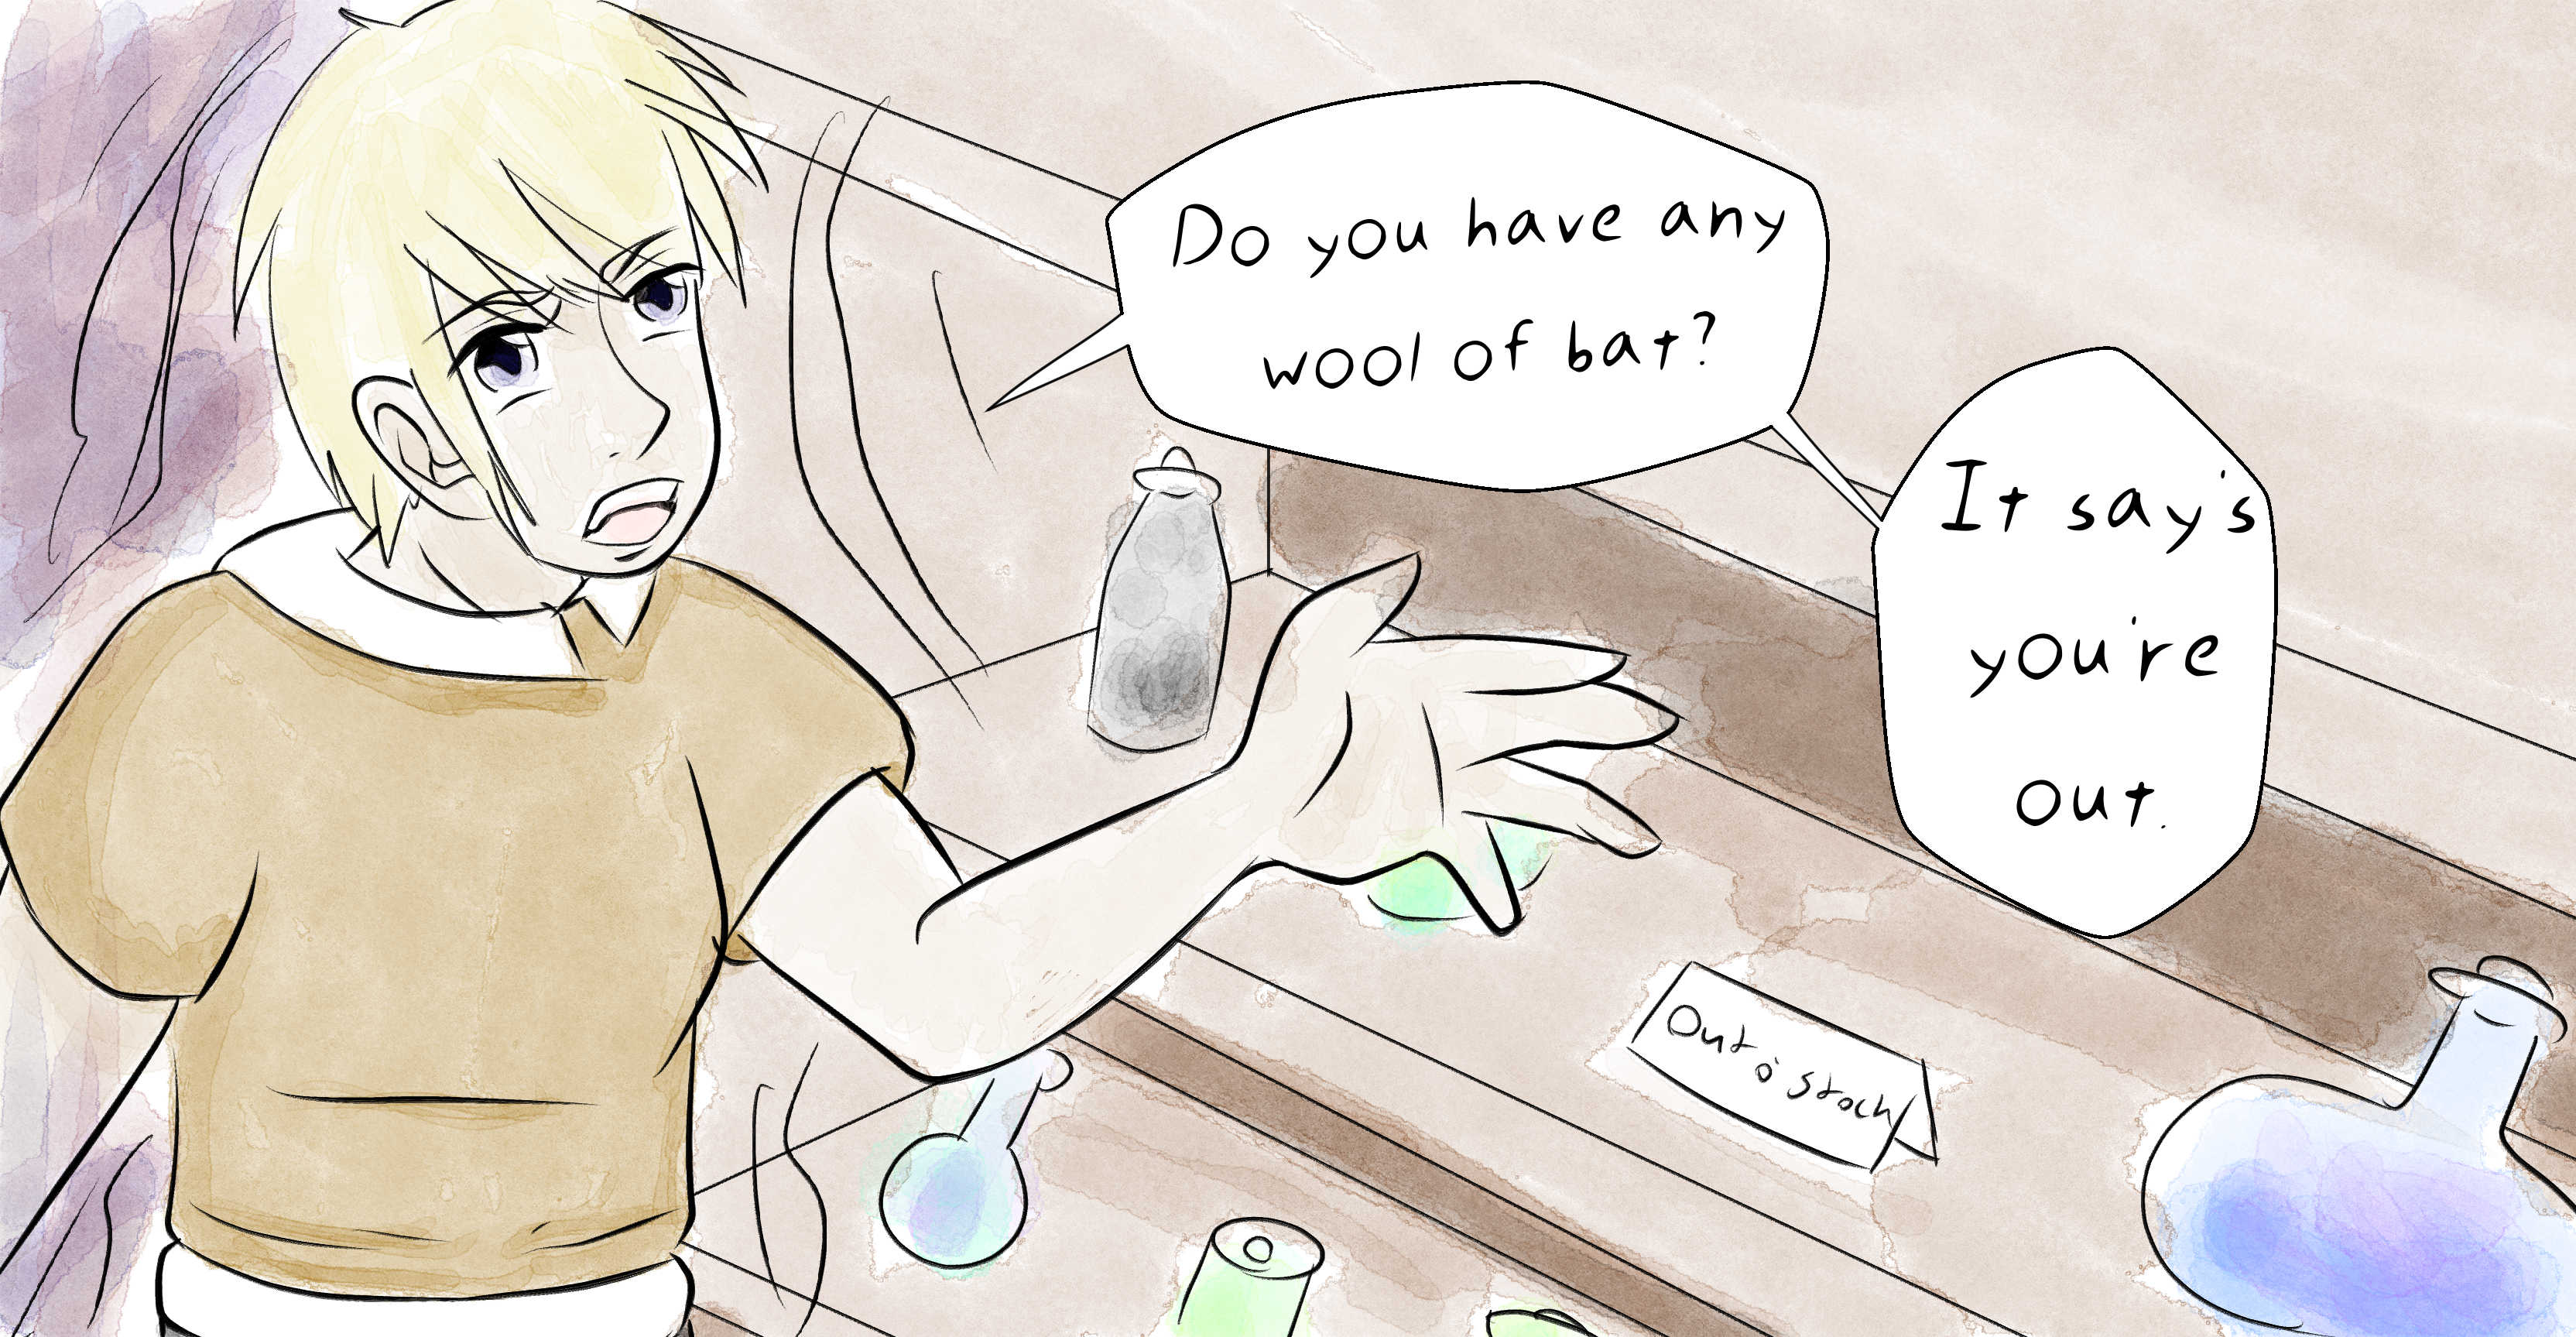 Do you have any
wool of bat?
It say's
you're
out.
Out o' stock